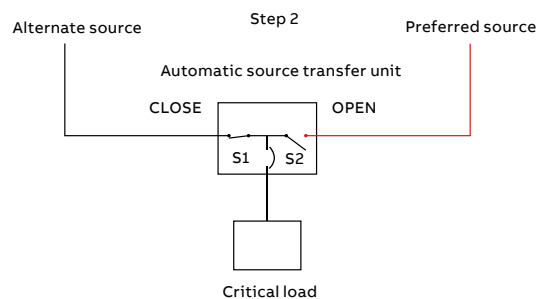 Step 2
Alternate source
Preferred source
Automatic source transfer unit
CLOSE
OPEN
S1
S2
Critical load